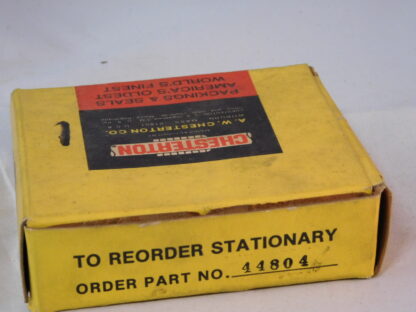 PACKINGS & SEALS
AMERICA'S OLDEST
WORLD'S FINEST
A. W. CHESTERTON CO.
CHESTERTON
TO REORDER STATIONARY
ORDER PART NO. 44804